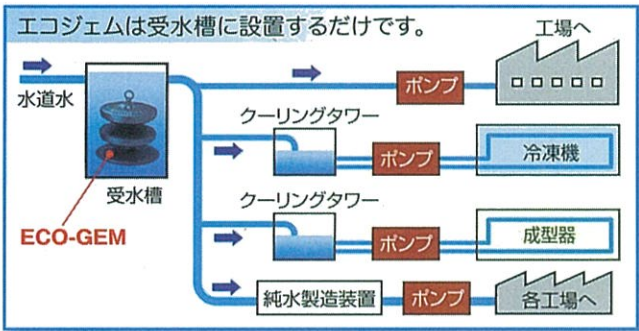 エコジェムは受水槽に設置するだけです。
工場へ
水道水
ポンプ
クーリングタワー
ポンプ
冷凍機
受水槽
クーリングタワー
ECO-GEM
ポンプ
成型器
純水製造装置
ポンプ
各工場へ